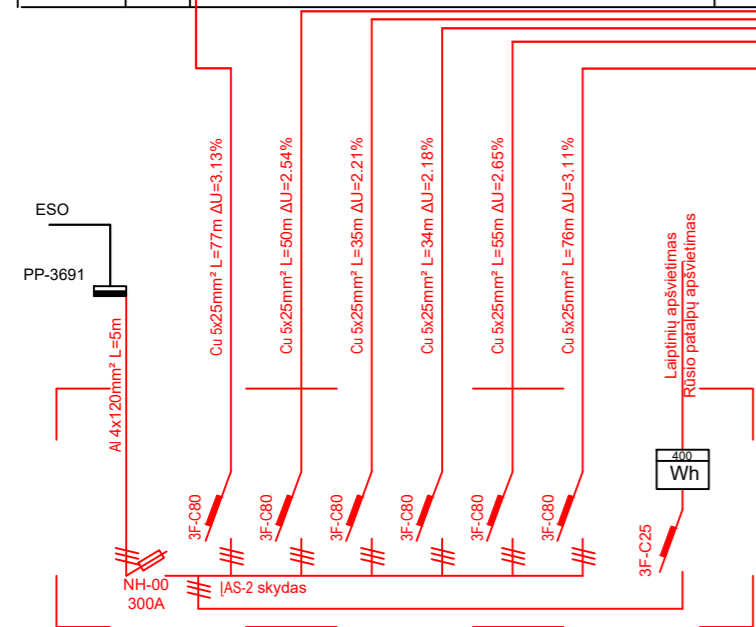 ESO
PP-3691
Al 4x120mm² L=5m
Cu 5x25mm² L=77m ΔU=3.13%
Cu 5x25mm² L=50m ΔU=2.54%
Cu 5x25mm² L=35m ΔU=2.21%
Cu 5x25mm² L=34m ΔU=2.18%
Cu 5x25mm² L=55m ΔU=2.65%
Cu 5x25mm² L=76m ΔU=3.11%
Laiptinių apšvietimas
Rūsio patalpų apšvietimas
400
Wh
3F-C80
3F-C80
3F-C80
3F-C80
3F-C80
3F-C80
3F-C25
NH-00
300A
ĮAS-2 skydas